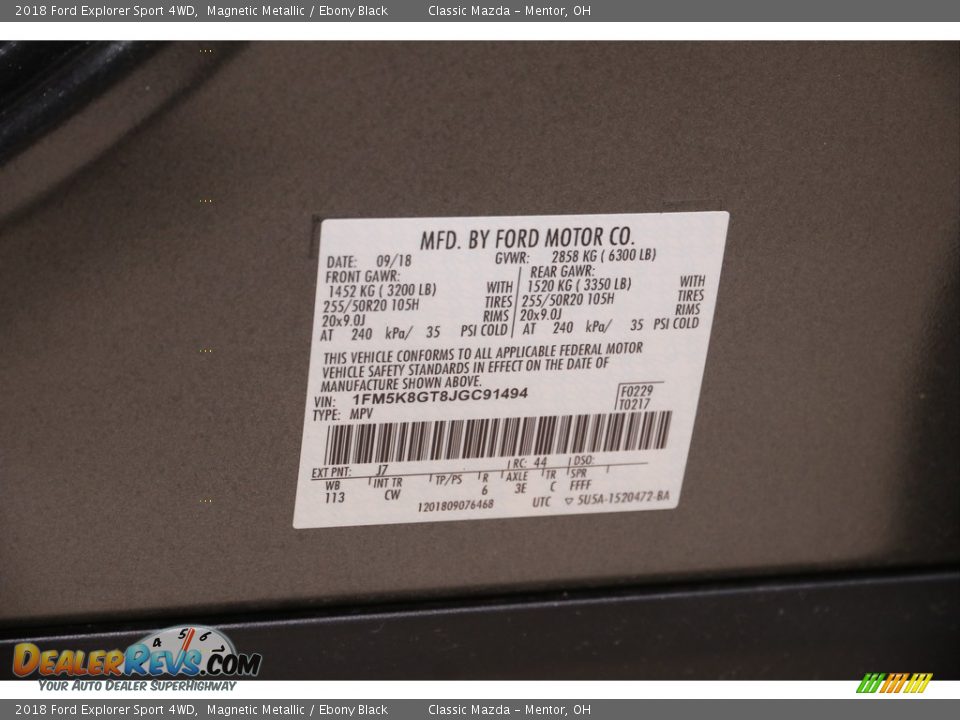 2018 Ford Explorer Sport 4WD, Magnetic Metallic / Ebony Black Classic Mazda - Mentor, OH
MFD. BY FORD MOTOR CO.
DATE: 09/18 GVWR: 2858 KG ( 6300 LB)
FRONT GAWR: REAR GAWR:
1452 KG ( 3200 LB) WITH 1520 KG ( 3350 LB) WITH
255/50R20 105H TIRES 255/50R20 105H TIRES
20x9.0J RIMS 20x9.0J RIMS
AT 240 kPa/ 35 PSI COLD AT 240 kPa/ 35 PSI COLD
THIS VEHICLE CONFORMS TO ALL APPLICABLE FEDERAL MOTOR
VEHICLE SAFETY STANDARDS IN EFFECT ON THE DATE OF
MANUFACTURE SHOWN ABOVE.
VIN: 1FM5K8GT8JGC91494 F0229
TYPE: MPV T0217
EXT PNT: J7 RC: 44 DSO:
WB INT TR TP/PS R AXLE TR SPR
113 CW 6 3E C FFFF
1201809076468 UTC ▽ 5U5A-1520472-BA
4 5 6
DEALERREVS.COM
YOUR AUTO DEALER SUPERHIGHWAY
2018 Ford Explorer Sport 4WD, Magnetic Metallic / Ebony Black Classic Mazda - Mentor, OH